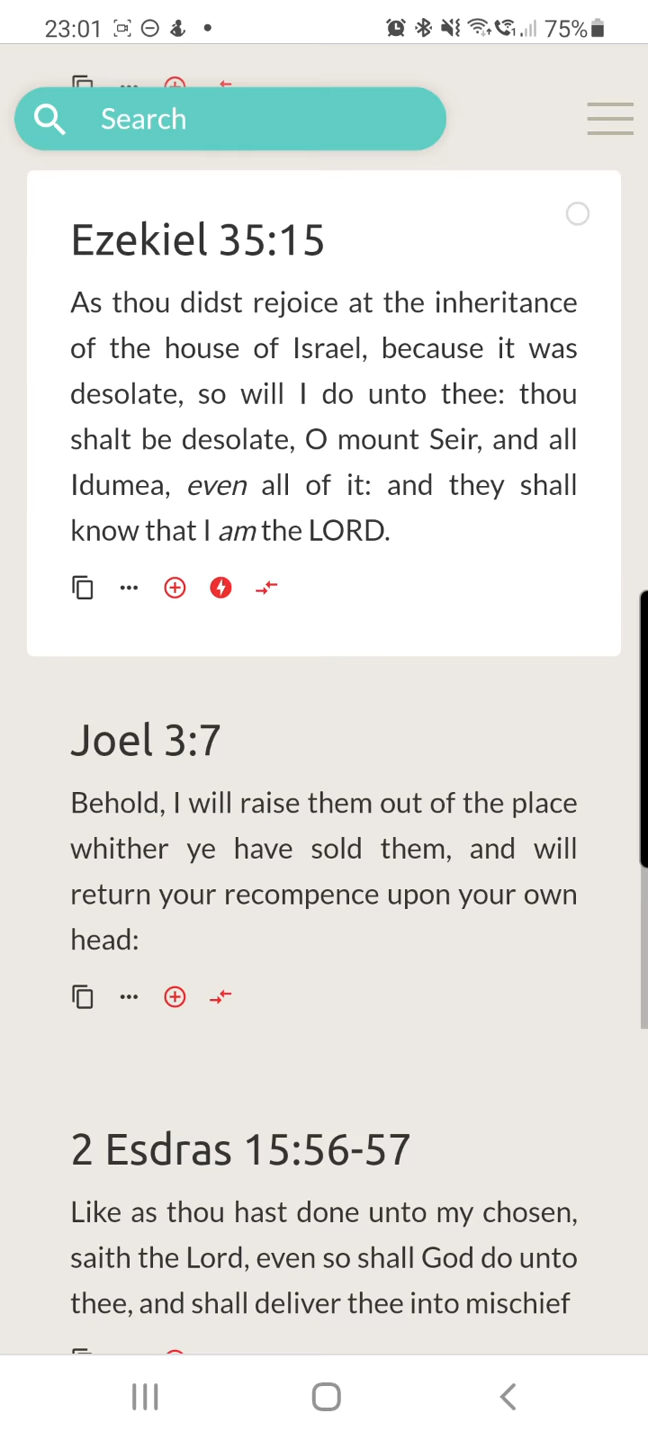 23:01
75%
Search
Ezekiel 35:15
As thou didst rejoice at the inheritance
of the house of Israel, because it was
desolate, so will I do unto thee: thou
shalt be desolate, O mount Seir, and all
Idumea, even all of it: and they shall
know that I am the LORD.
Joel 3:7
Behold, I will raise them out of the place
whither ye have sold them, and will
return your recompence upon your own
head:
2 Esdras 15:56-57
Like as thou hast done unto my chosen,
saith the Lord, even so shall God do unto
thee, and shall deliver thee into mischief